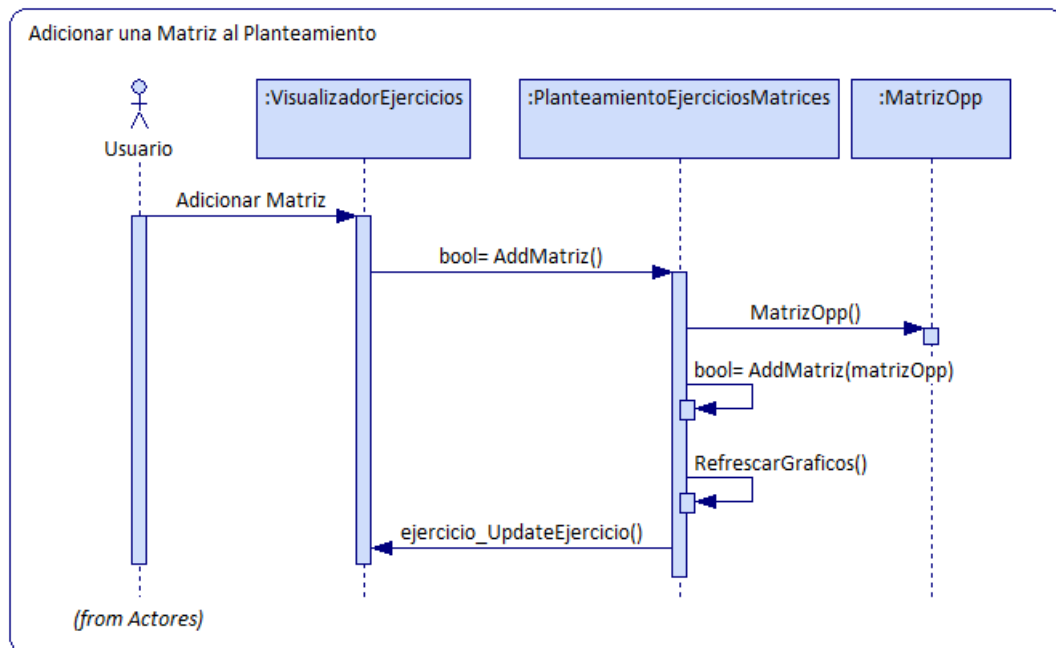 Adicionar una Matriz al Planteamiento
:VisualizadorEjercicios
:PlanteamientoEjerciciosMatrices
:MatrizOpp
Usuario
Adicionar Matriz
bool= AddMatriz()
MatrizOpp()
bool= AddMatriz(matrizOpp)
RefrescarGraficos()
ejercicio_UpdateEjercicio()
(from Actores)